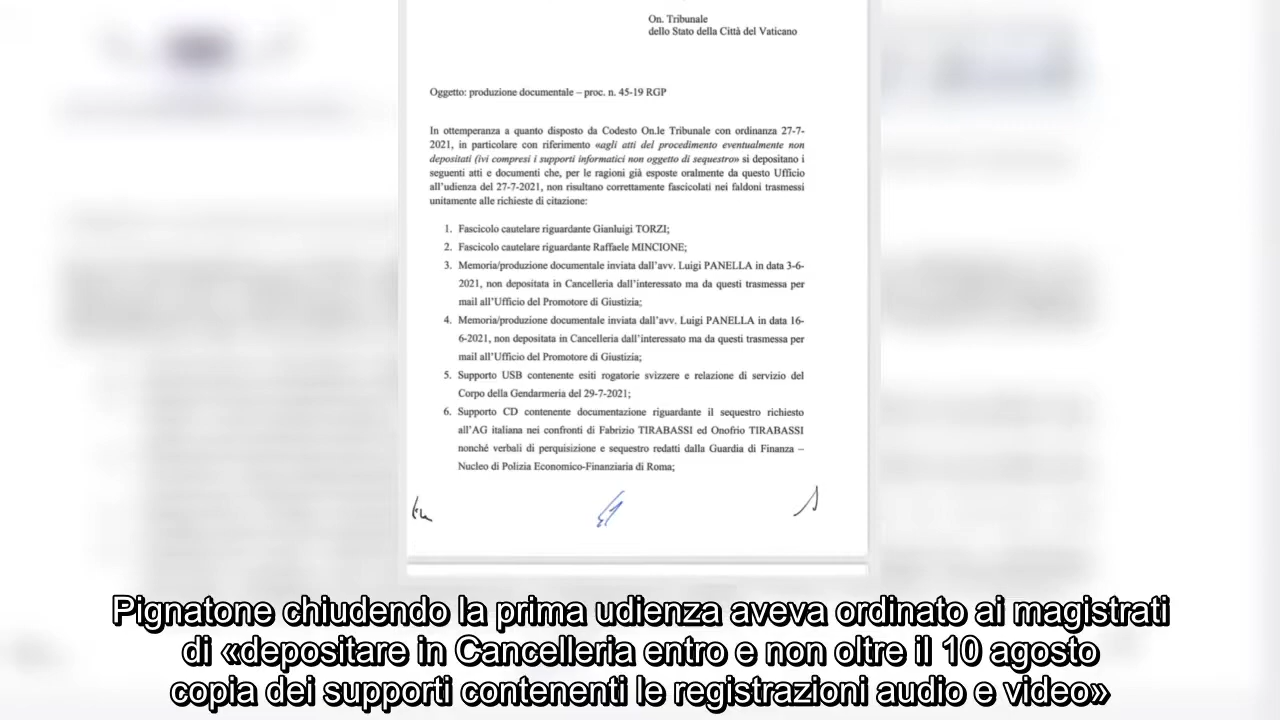 On. Tribunale
dello Stato della Città del Vaticano
Oggetto: produzione documentale – proc. n. 45-19 RGP
In ottemperanza a quanto disposto da Codesto On.le Tribunale con ordinanza 27-7-
2021, in particolare con riferimento «agli atti del procedimento eventualmente non
depositati (ivi compresi i supporti informatici non oggetto di sequestro» si depositano i
seguenti atti e documenti che, per le ragioni già esposte oralmente da questo Ufficio
all'udienza del 27-7-2021, non risultano correttamente fascicolati nei faldoni trasmessi
unitamente alle richieste di citazione:
1. Fascicolo cautelare riguardante Gianluigi TORZI;
2. Fascicolo cautelare riguardante Raffaele MINCIONE;
3. Memoria/produzione documentale inviata dall'avv. Luigi PANELLA in data 3-6-
2021, non depositata in Cancelleria dall'interessato ma da questi trasmessa per
mail all'Ufficio del Promotore di Giustizia;
4. Memoria/produzione documentale inviata dall'avv. Luigi PANELLA in data 16-
6-2021, non depositata in Cancelleria dall'interessato ma da questi trasmessa per
mail all'Ufficio del Promotore di Giustizia;
5. Supporto USB contenente esiti rogatorie svizzere e relazione di servizio del
Corpo della Gendarmeria del 29-7-2021;
6. Supporto CD contenente documentazione riguardante il sequestro richiesto
all'AG italiana nei confronti di Fabrizio TIRABASSI ed Onofrio TIRABASSI
nonché verbali di perquisizione e sequestro redatti dalla Guardia di Finanza –
Nucleo di Polizia Economico-Finanziaria di Roma;
Pignatone chiudendo la prima udienza aveva ordinato ai magistrati
di «depositare in Cancelleria entro e non oltre il 10 agosto
copia dei supporti contenenti le registrazioni audio e video»